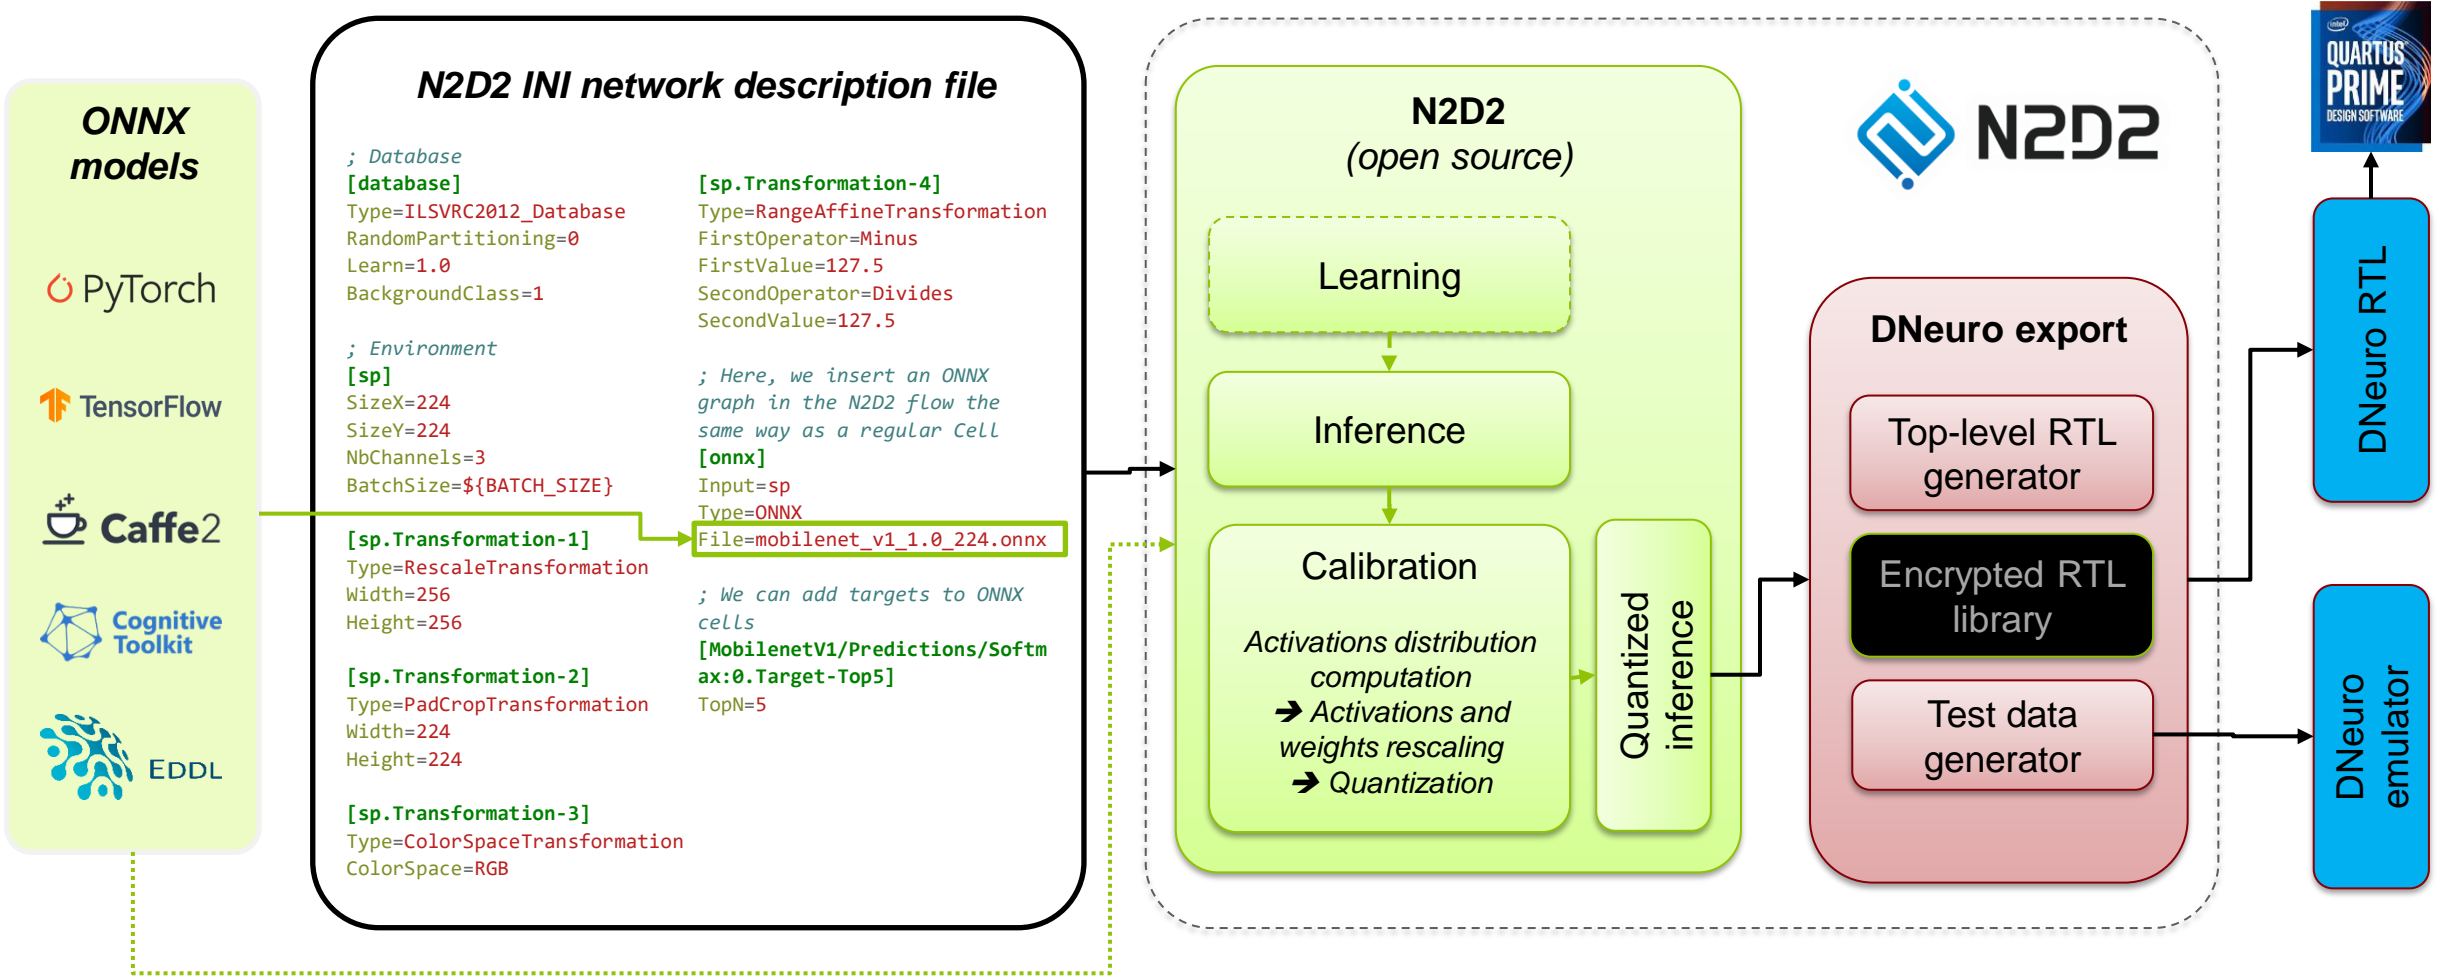 ONNX
models
PyTorch
TensorFlow
Caffe2
Cognitive
Toolkit
EDDL
N2D2 INI network description file
; Database
[database]
Type=ILSVRC2012_Database
RandomPartitioning=0
Learn=1.0
BackgroundClass=1
; Environment
[sp]
SizeX=224
SizeY=224
NbChannels=3
BatchSize=${BATCH_SIZE}
[sp.Transformation-1]
Type=RescaleTransformation
Width=256
Height=256
[sp.Transformation-2]
Type=PadCropTransformation
Width=224
Height=224
[sp.Transformation-3]
Type=ColorSpaceTransformation
ColorSpace=RGB
[sp.Transformation-4]
Type=RangeAffineTransformation
FirstOperator=Minus
FirstValue=127.5
SecondOperator=Divides
SecondValue=127.5
; Here, we insert an ONNX
graph in the N2D2 flow the
same way as a regular Cell
[onnx]
Input=sp
Type=ONNX
File=mobilenet_v1_1.0_224.onnx
; We can add targets to ONNX
cells
[MobilenetV1/Predictions/Softm
ax:0.Target-Top5]
TopN=5
N2D2
(open source)
Learning
Inference
Calibration
Activations distribution
computation
➔ Activations and
weights rescaling
➔ Quantization
Quantized
inference
N2D2
DNeuro export
Top-level RTL
generator
Encrypted RTL
library
Test data
generator
intel
QUARTUS
PRIME
DESIGN SOFTWARE
DNeuro RTL
DNeuro
emulator